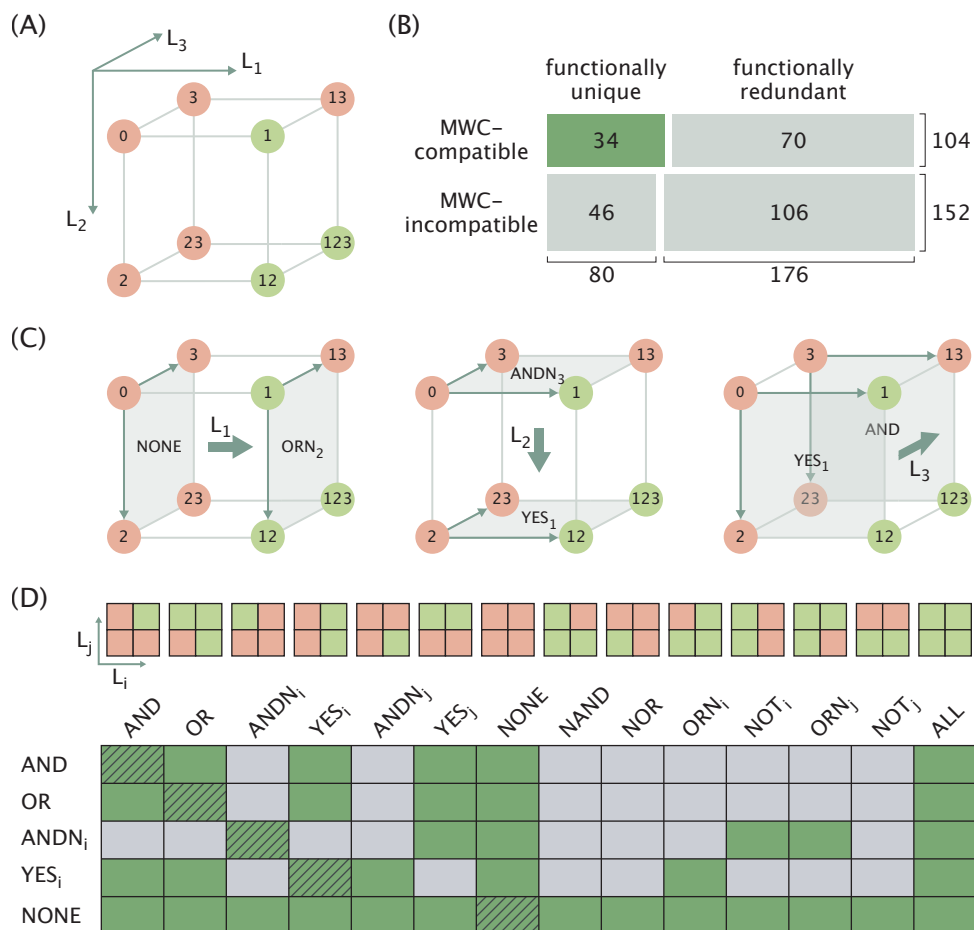 (A)
L3
L1
3
13
0
1
L2
23
123
2
12
(B)
functionally unique
functionally redundant
MWC-compatible
34
70
104
MWC-incompatible
46
106
152
80
176
(C)
3
13
0
1
NONE
L1
ORN2
23
123
2
12
3
13
ANDN3
0
1
L2
23
123
YES1
2
12
3
13
0
1
AND
YES1
L3
23
123
2
12
(D)
Lj
Li
AND OR ANDNi YESi ANDNj YESj NONE NAND NOR ORNi NOTi ORNj NOTj ALL
AND
OR
ANDNi
YESi
NONE